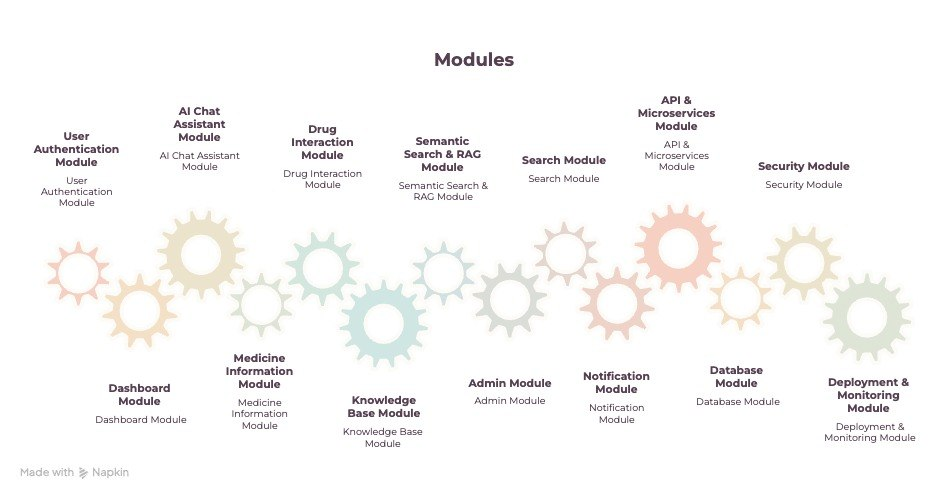 Modules
User
Authentication
Module
User
Authentication
Module
AI Chat
Assistant
Module
AI Chat Assistant
Module
Drug
Interaction
Module
Drug Interaction
Module
Semantic
Search & RAG
Module
Semantic Search &
RAG Module
Search Module
Search Module
API &
Microservices
Module
API &
Microservices
Module
Security Module
Security Module
Dashboard
Module
Dashboard Module
Medicine
Information
Module
Medicine
Information
Module
Knowledge
Base Module
Knowledge Base
Module
Admin Module
Admin Module
Notification
Module
Notification
Module
Database
Module
Database Module
Deployment &
Monitoring
Module
Deployment &
Monitoring Module
Made with Napkin